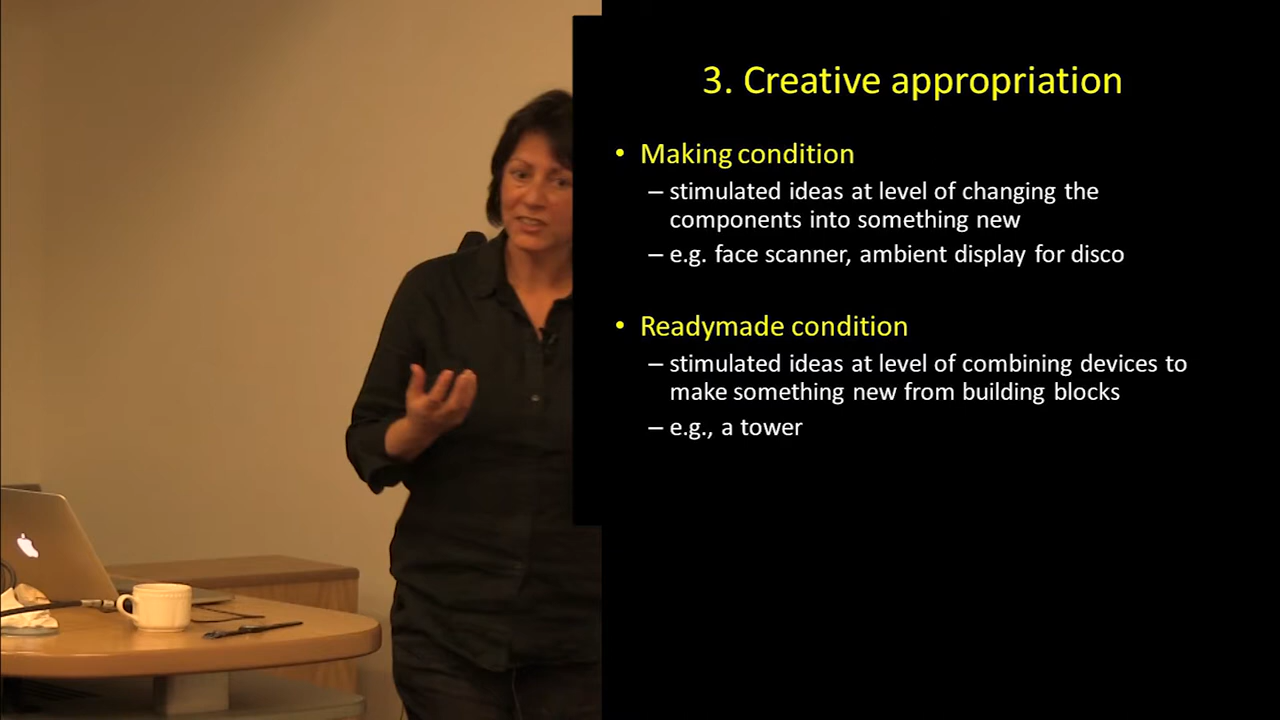 3. Creative appropriation
• Making condition
– stimulated ideas at level of changing the
components into something new
– e.g. face scanner, ambient display for disco
• Readymade condition
– stimulated ideas at level of combining devices to
make something new from building blocks
– e.g., a tower